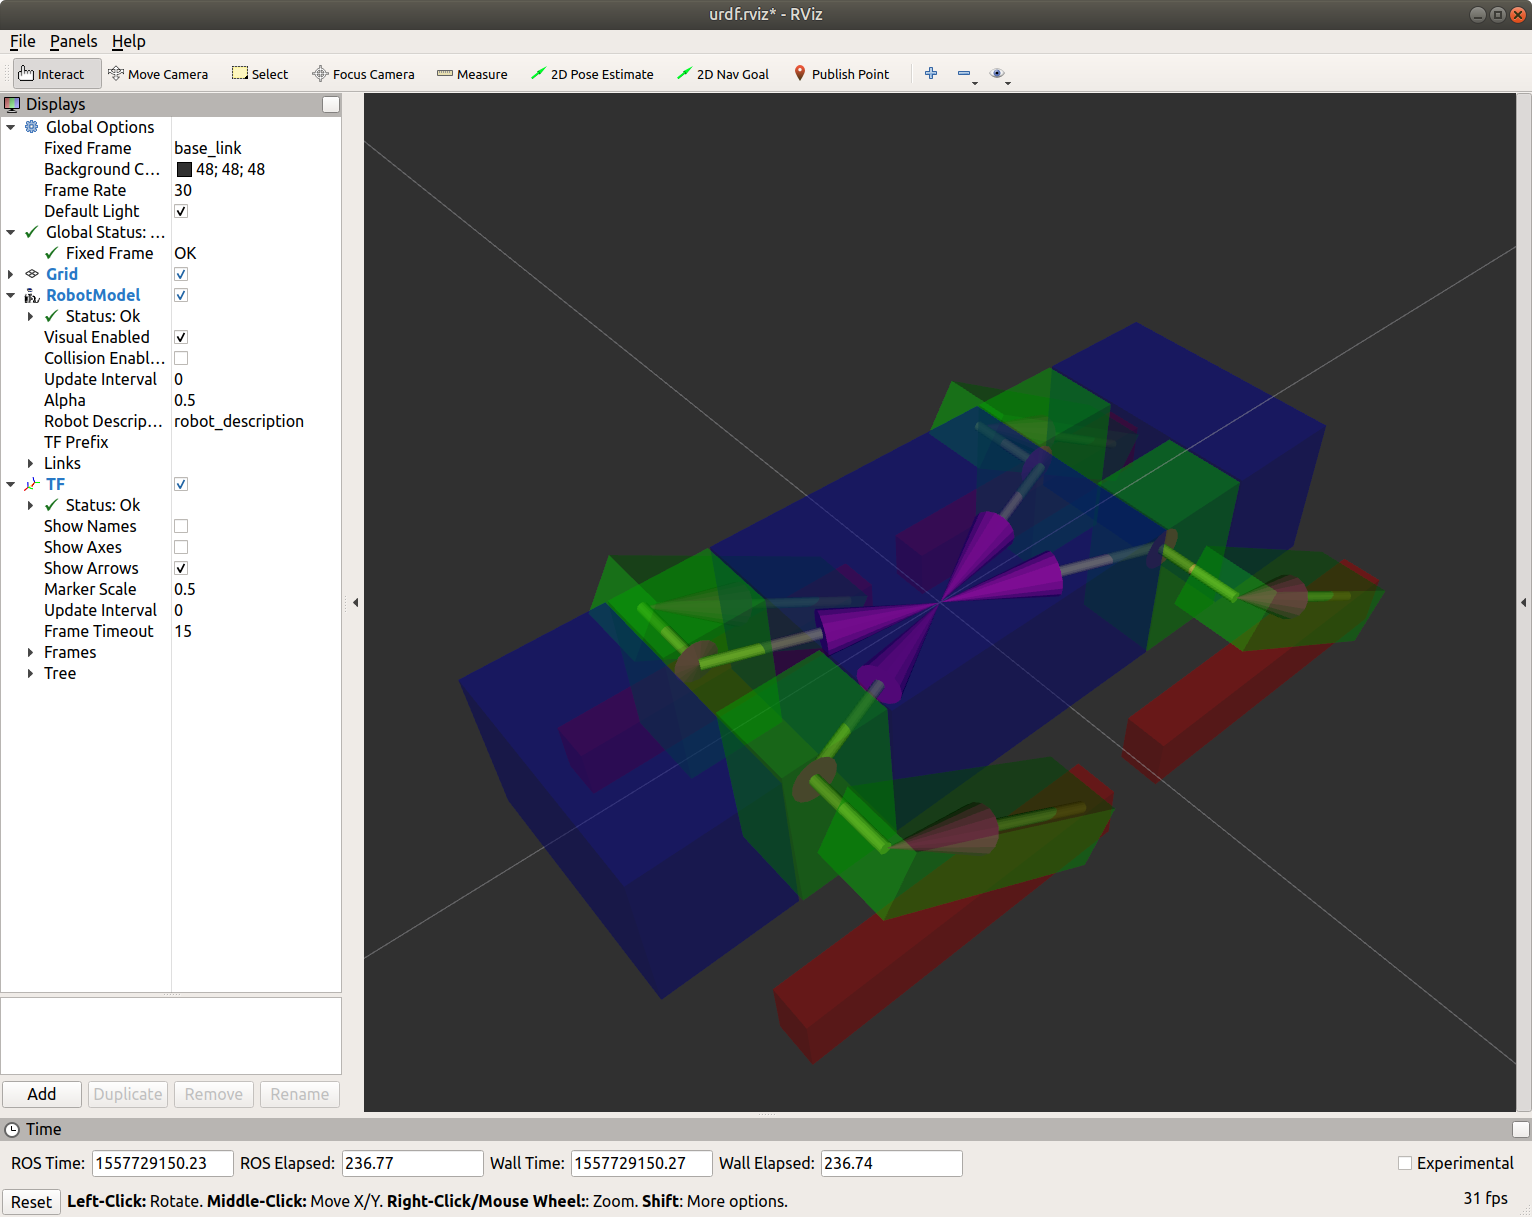 urdf.rviz* - RViz
File Panels Help
Interact Move Camera Select Focus Camera Measure 2D Pose Estimate 2D Nav Goal Publish Point
Displays
Global Options
Fixed Frame base_link
Background C... 48; 48; 48
Frame Rate 30
Default Light
Global Status: ...
Fixed Frame OK
Grid
RobotModel
Status: Ok
Visual Enabled
Collision Enabl...
Update Interval 0
Alpha 0.5
Robot Descrip... robot_description
TF Prefix
Links
TF
Status: Ok
Show Names
Show Axes
Show Arrows
Marker Scale 0.5
Update Interval 0
Frame Timeout 15
Frames
Tree
Add Duplicate Remove Rename
Time
ROS Time: 1557729150.23 ROS Elapsed: 236.77 Wall Time: 1557729150.27 Wall Elapsed: 236.74 Experimental
Reset Left-Click: Rotate. Middle-Click: Move X/Y. Right-Click/Mouse Wheel:: Zoom. Shift: More options. 31 fps